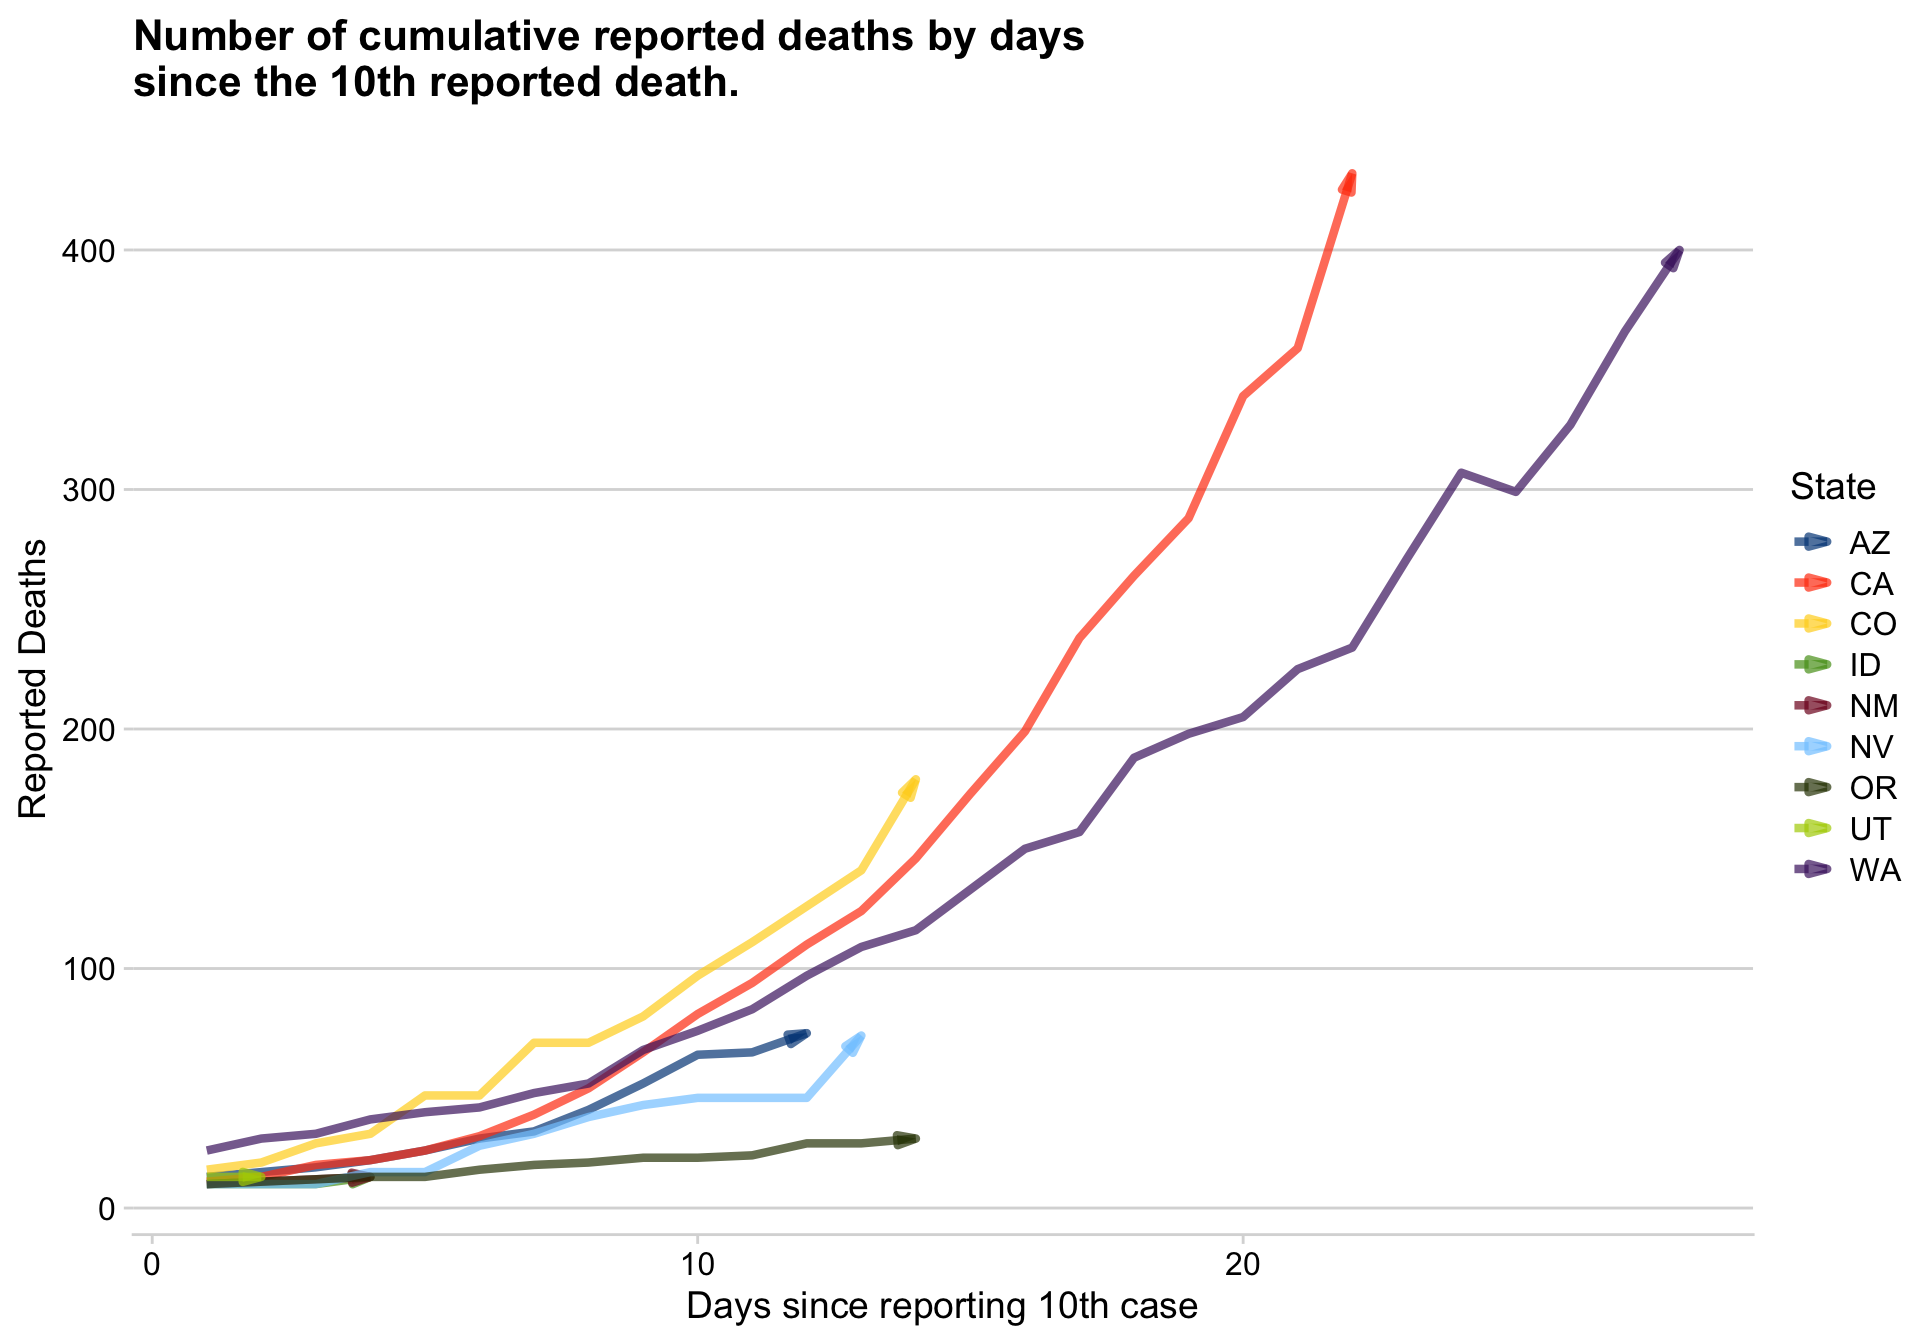 Number of cumulative reported deaths by days
since the 10th reported death.
400
300
200
100
0
Reported Deaths
0 10 20
Days since reporting 10th case
State
AZ
CA
CO
ID
NM
NV
OR
UT
WA